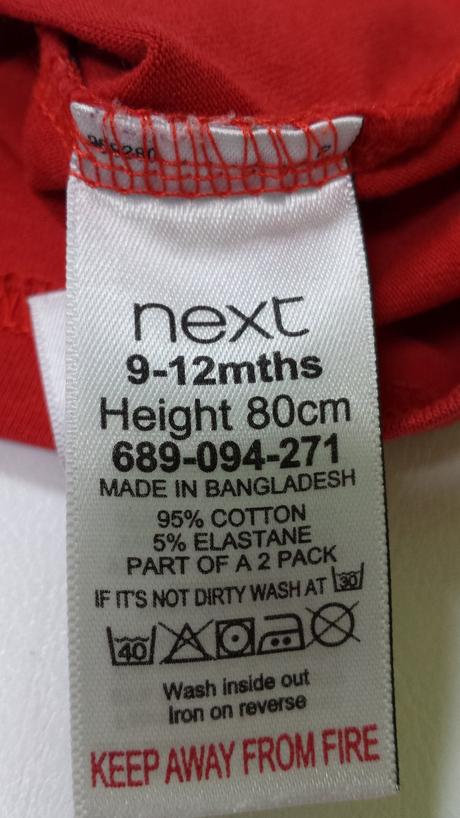 next
9-12mths
Height 80cm
689-094-271
MADE IN BANGLADESH
95% COTTON
5% ELASTANE
PART OF A 2 PACK
IF IT'S NOT DIRTY WASH AT 30
40
Wash inside out
Iron on reverse
KEEP AWAY FROM FIRE